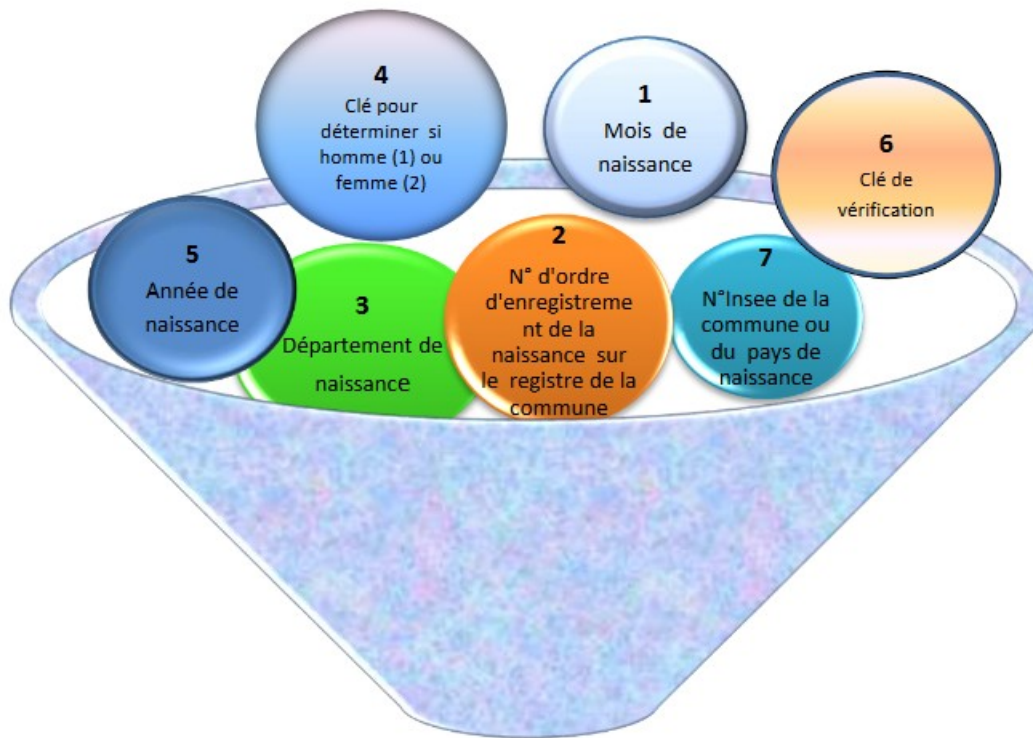 4
Clé pour
déterminer si
homme (1) ou
femme (2)
1
Mois de
naissance
6
Clé de
vérification
5
Année de
naissance
3
Département de
naissance
2
N° d'ordre
d'enregistreme
nt de la
naissance sur
le registre de la
commune
7
N°Insee de la
commune ou
du pays de
naissance